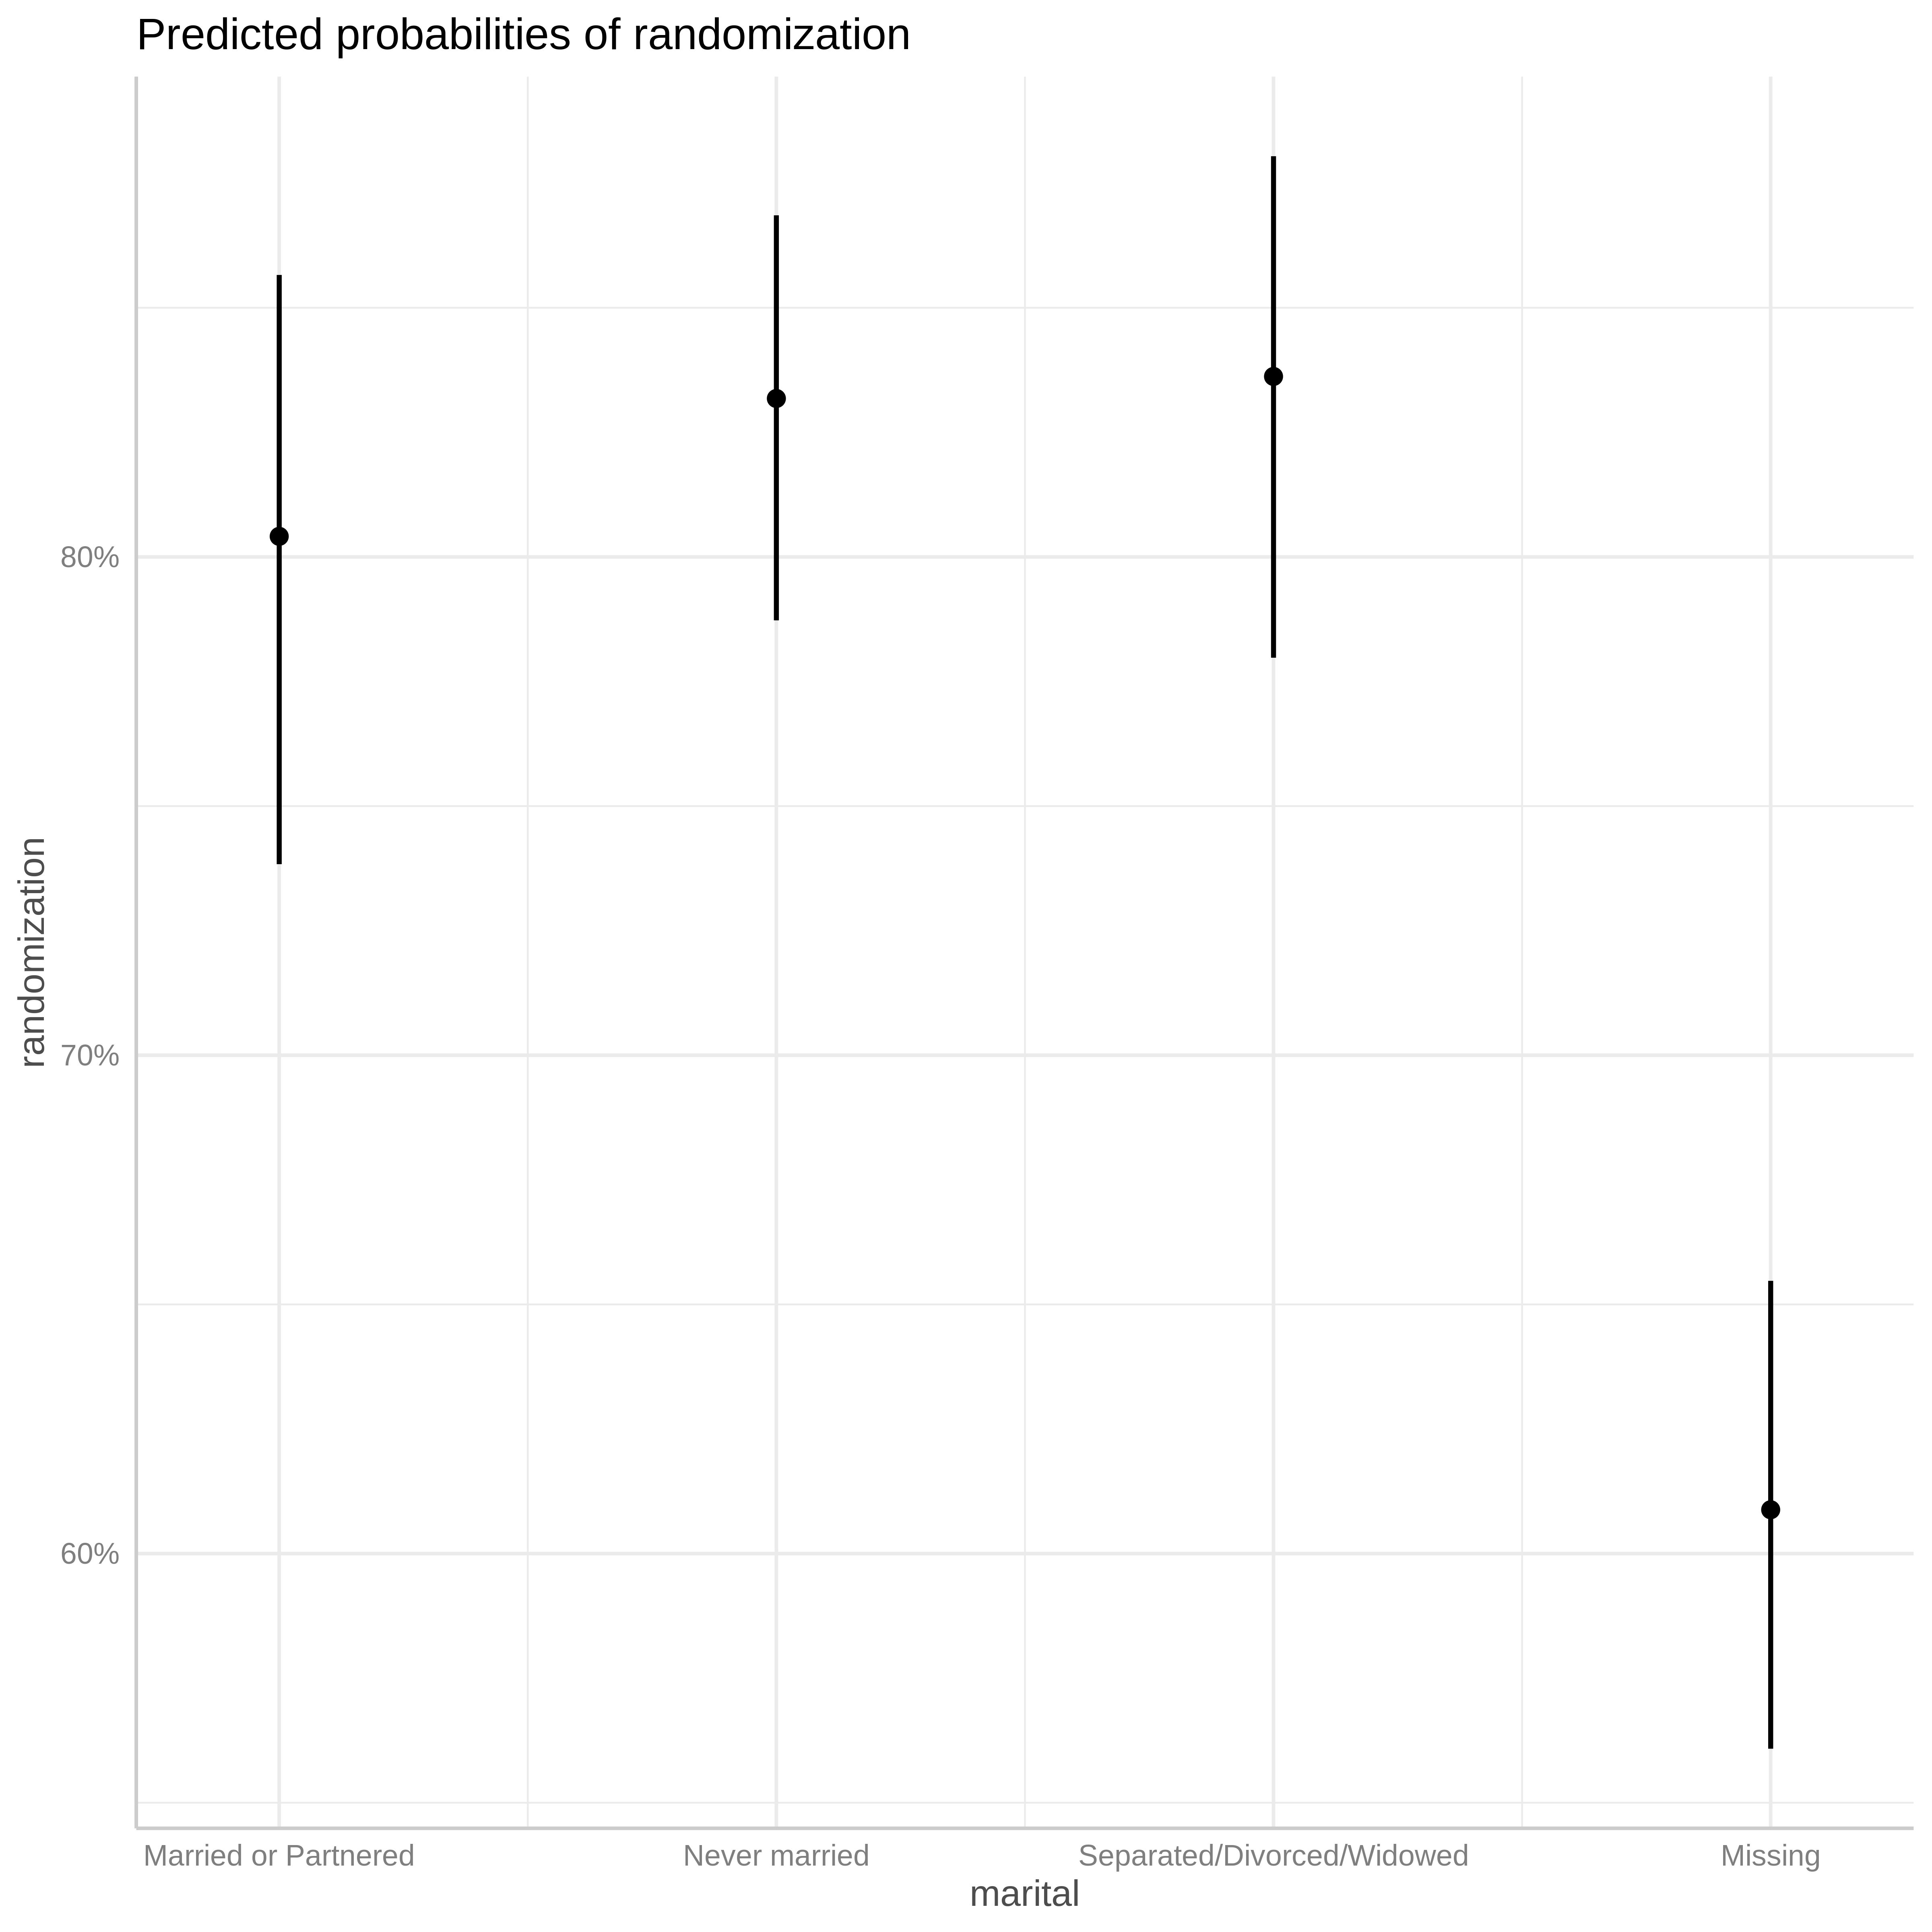 Predicted probabilities of randomization
randomization
80%
70%
60%
Married or Partnered
Never married
Separated/Divorced/Widowed
Missing
marital